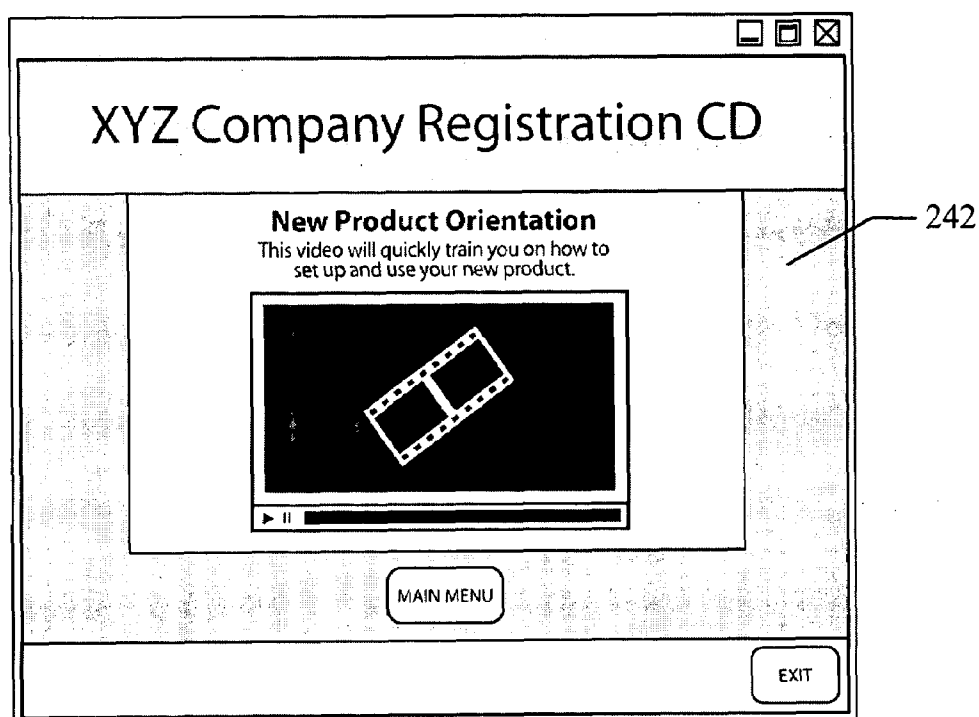 XYZ Company Registration CD
New Product Orientation
This video will quickly train you on how to
set up and use your new product.
242
MAIN MENU
EXIT